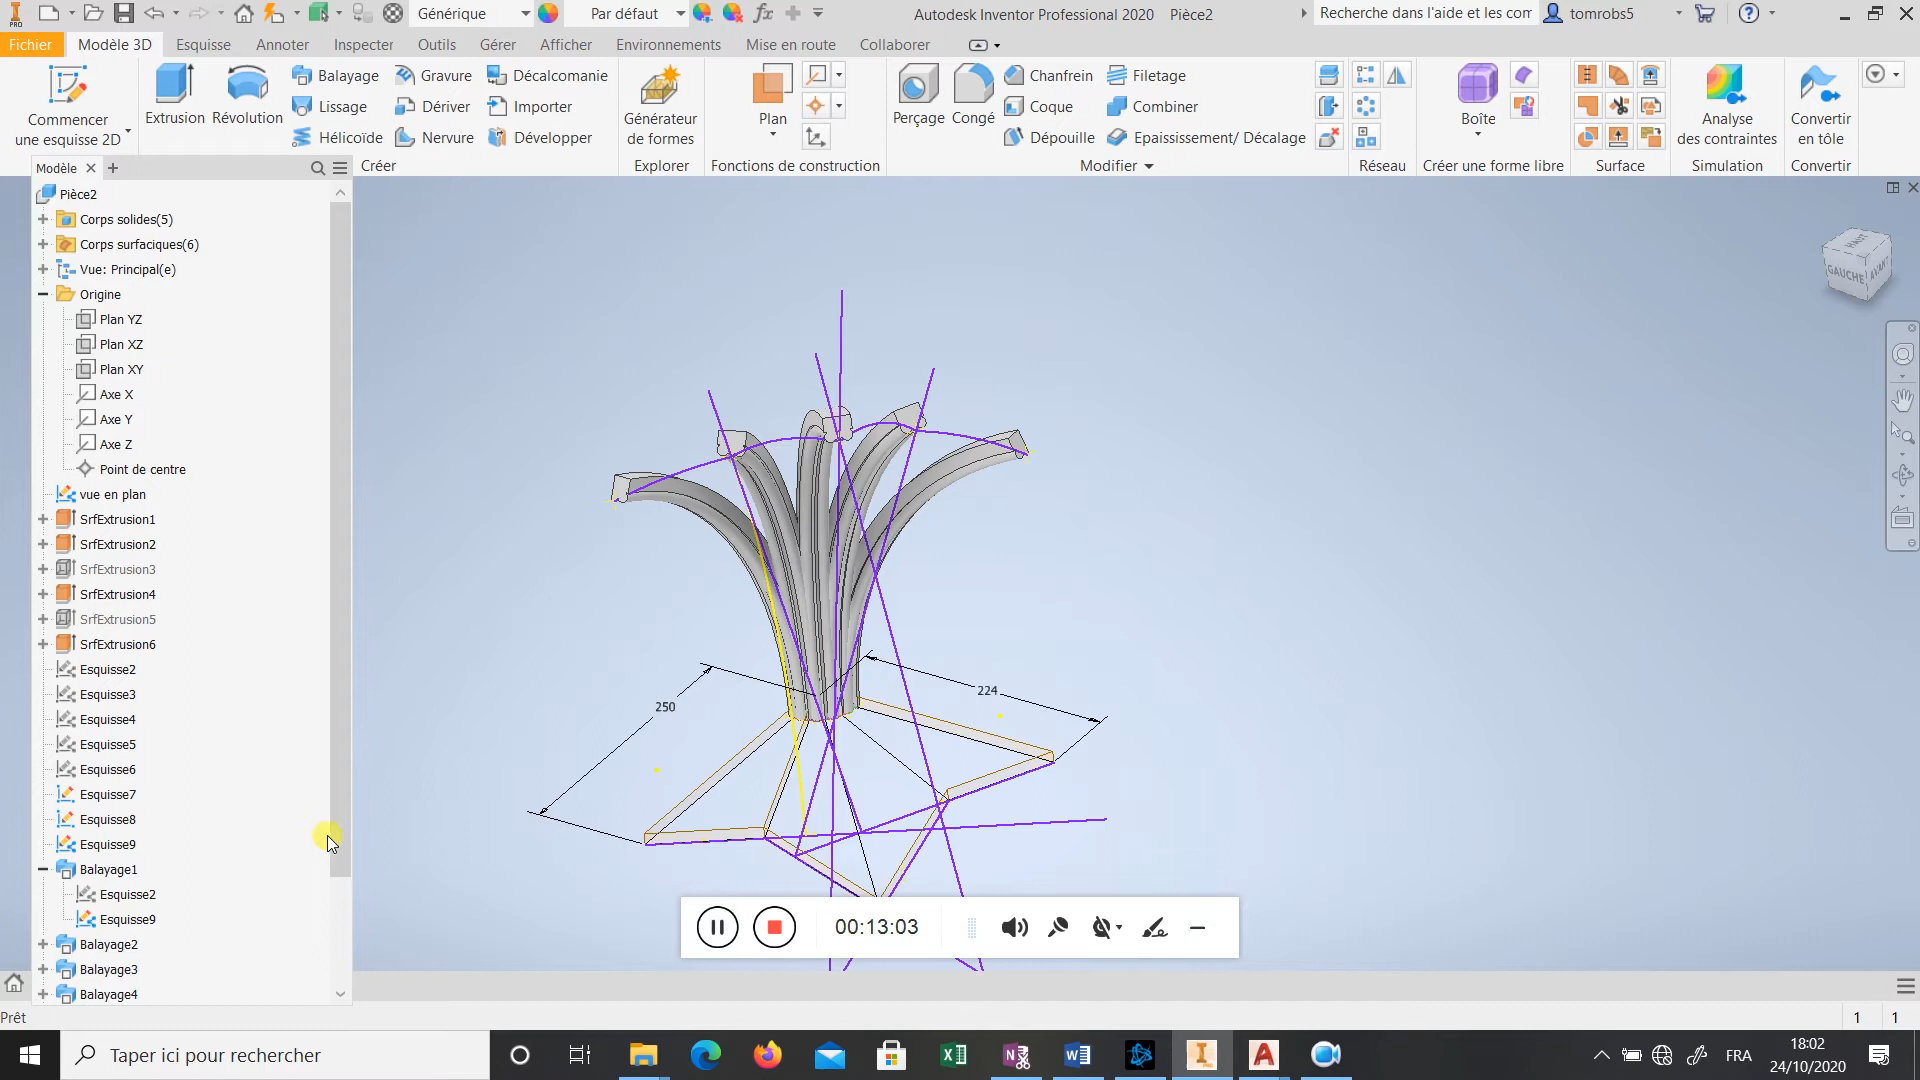 PRO
Générique
Par défaut
Autodesk Inventor Professional 2020 Pièce2
Recherche dans l'aide et les com
tomrobs5
Fichier
Modèle 3D
Esquisse
Annoter
Inspecter
Outils
Gérer
Afficher
Environnements
Mise en route
Collaborer
Commencer
une esquisse 2D
Extrusion
Révolution
Balayage
Lissage
Hélicoïde
Gravure
Dériver
Nervure
Décalcomanie
Importer
Développer
Générateur
de formes
Plan
Perçage
Congé
Chanfrein
Coque
Dépouille
Filetage
Combiner
Epaississement/ Décalage
Boîte
Analyse
des contraintes
Convertir
en tôle
Créer
Explorer
Fonctions de construction
Modifier
Réseau
Créer une forme libre
Surface
Simulation
Convertir
Modèle
Pièce2
Corps solides(5)
Corps surfaciques(6)
Vue: Principal(e)
Origine
Plan YZ
Plan XZ
Plan XY
Axe X
Axe Y
Axe Z
Point de centre
vue en plan
SrfExtrusion1
SrfExtrusion2
SrfExtrusion3
SrfExtrusion4
SrfExtrusion5
SrfExtrusion6
Esquisse2
Esquisse3
Esquisse4
Esquisse5
Esquisse6
Esquisse7
Esquisse8
Esquisse9
Balayage1
Esquisse2
Esquisse9
Balayage2
Balayage3
Balayage4
HAUT
GAUCHE
AVANT
250
224
00:13:03
Prêt
1
1
Taper ici pour rechercher
FRA
18:02
24/10/2020